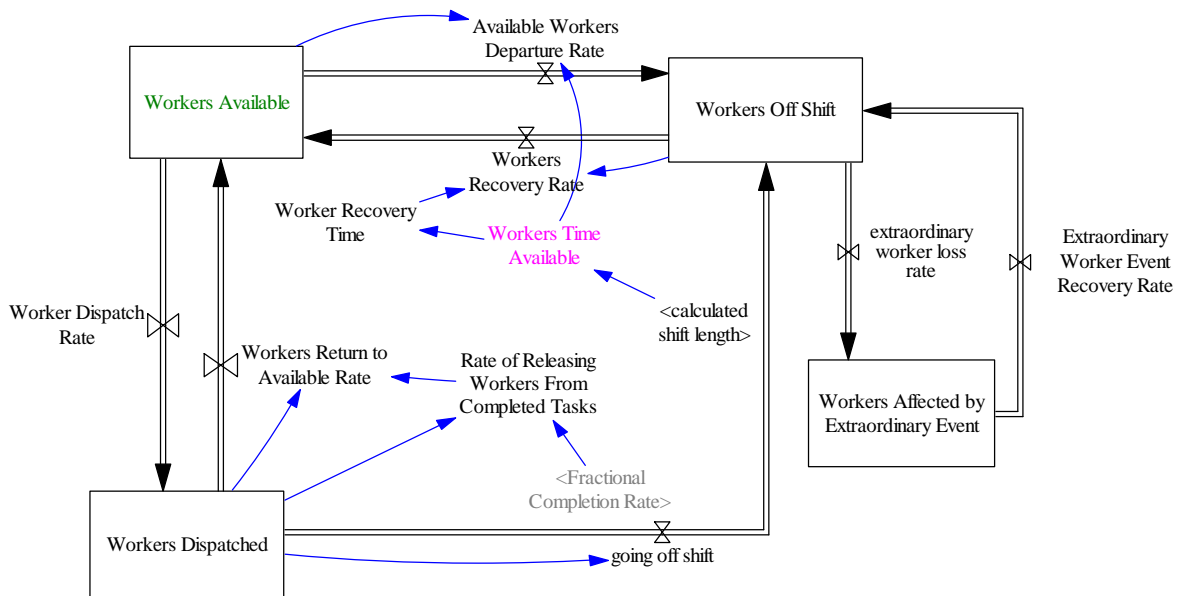 Available Workers
Departure Rate
Workers Available
Workers Off Shift
Workers
Recovery Rate
Worker Recovery
Time
Workers Time
Available
extraordinary
worker loss
rate
Extraordinary
Worker Event
Recovery Rate
<calculated
shift length>
Worker Dispatch
Rate
Workers Return to
Available Rate
Rate of Releasing
Workers From
Completed Tasks
Workers Affected by
Extraordinary Event
<Fractional
Completion Rate>
Workers Dispatched
going off shift